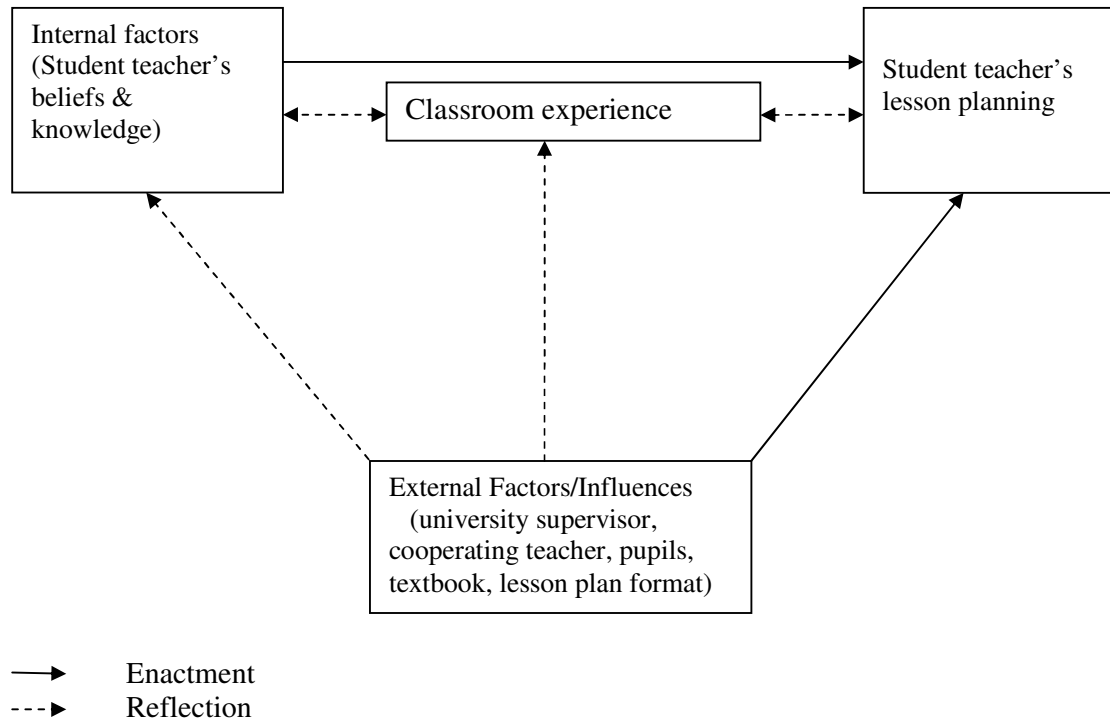 Internal factors
(Student teacher's
beliefs &
knowledge)
Classroom experience
Student teacher's
lesson planning
External Factors/Influences
(university supervisor,
cooperating teacher, pupils,
textbook, lesson plan format)
Enactment
Reflection